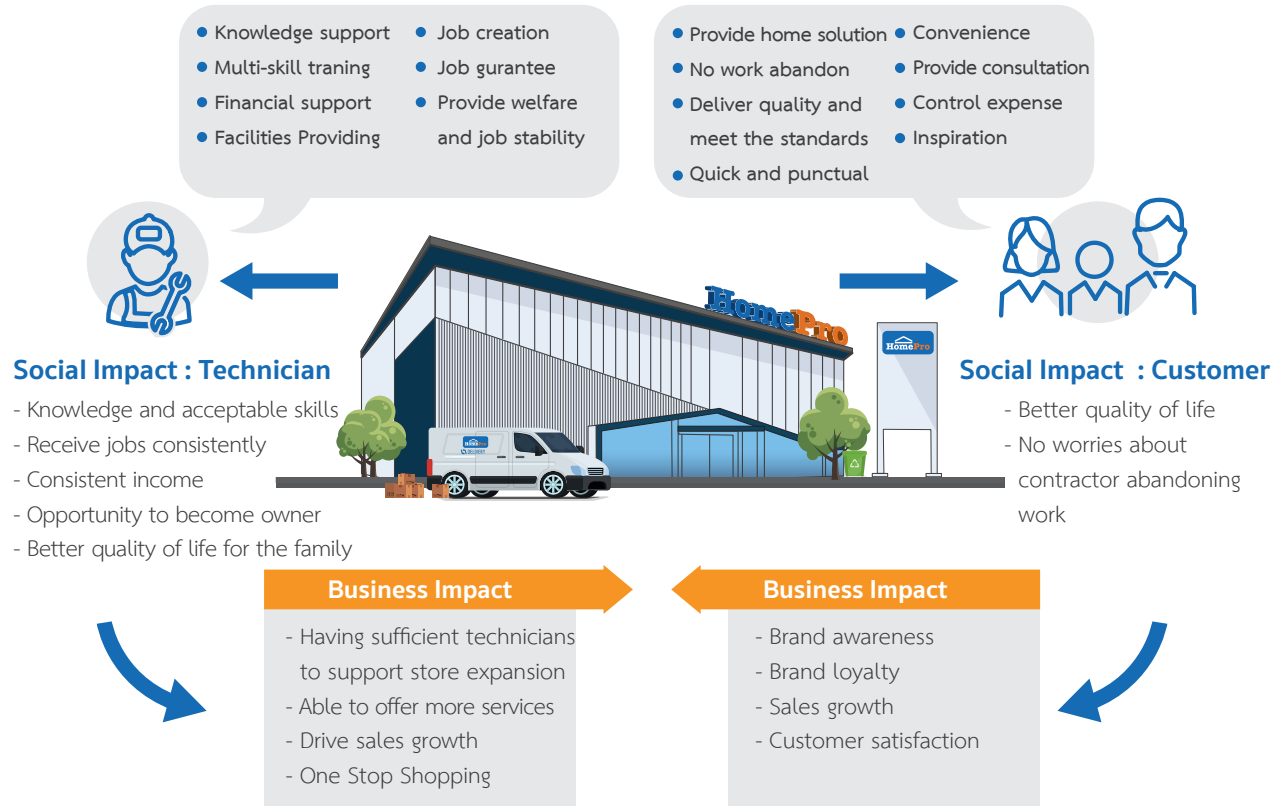 Knowledge support
Multi-skill traning
Financial support
Facilities Providing
Job creation
Job gurantee
Provide welfare
and job stability
Provide home solution
No work abandon
Deliver quality and
meet the standards
Quick and punctual
Convenience
Provide consultation
Control expense
Inspiration
HomePro
HomePro
HomePro
DELIVERY
Social Impact : Technician
- Knowledge and acceptable skills
- Receive jobs consistently
- Consistent income
- Opportunity to become owner
- Better quality of life for the family
Social Impact : Customer
- Better quality of life
- No worries about
contractor abandoning
work
Business Impact
- Having sufficient technicians
to support store expansion
- Able to offer more services
- Drive sales growth
- One Stop Shopping
Business Impact
- Brand awareness
- Brand loyalty
- Sales growth
- Customer satisfaction